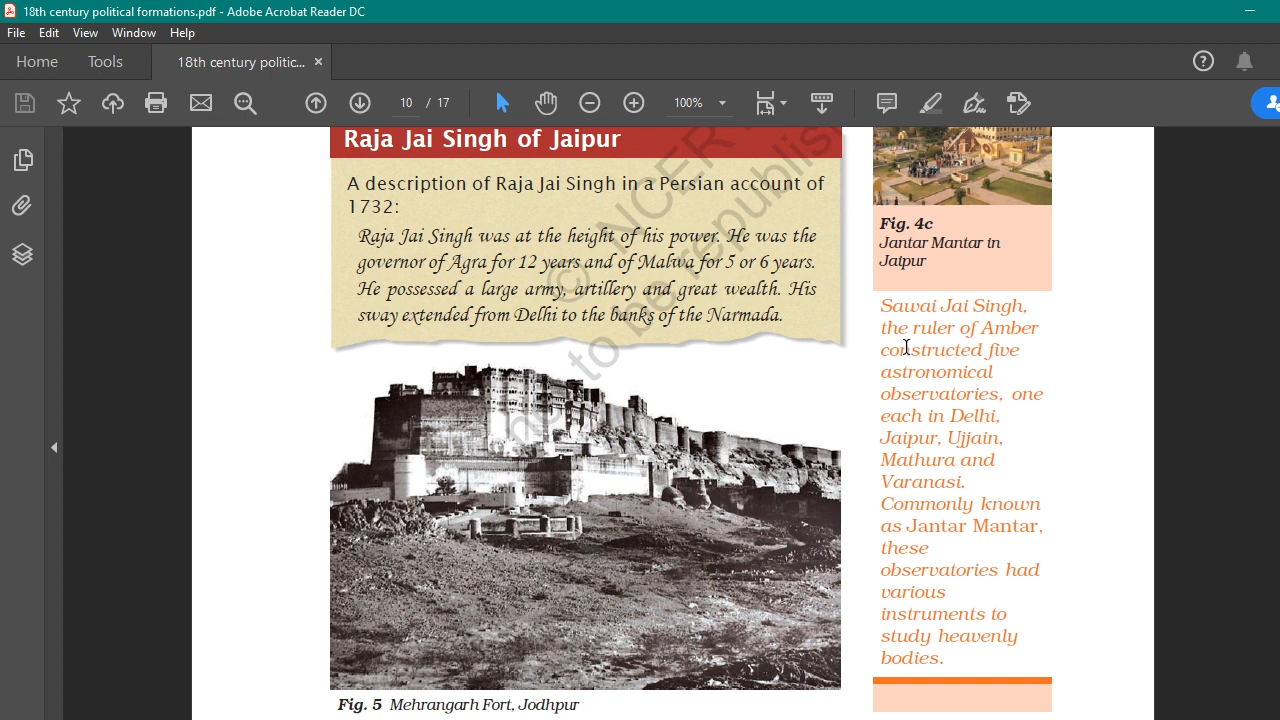 18th century political formations.pdf - Adobe Acrobat Reader DC
File Edit View Window Help
Home Tools 18th century politic... ×
10 / 17 100%
Raja Jai Singh of Jaipur
A description of Raja Jai Singh in a Persian account of
1732:
Raja Jai Singh was at the height of his power. He was the
governor of Agra for 12 years and of Malwa for 5 or 6 years.
He possessed a large army, artillery and great wealth. His
sway extended from Delhi to the banks of the Narmada.
Fig. 5 Mehrangarh Fort, Jodhpur
Fig. 4c
Jantar Mantar in
Jaipur
Sawai Jai Singh,
the ruler of Amber
constructed five
astronomical
observatories, one
each in Delhi,
Jaipur, Ujjain,
Mathura and
Varanasi.
Commonly known
as Jantar Mantar,
these
observatories had
various
instruments to
study heavenly
bodies.
© NCERT
not to be republish